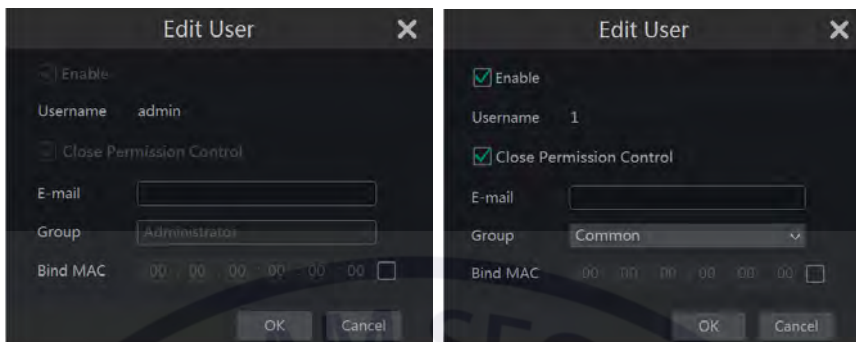 Edit User
Enable
Username admin
Close Permission Control
E-mail
Group Administrator
Bind MAC 00 00 00 00 00 00
OK Cancel
Edit User
Enable
Username 1
Close Permission Control
E-mail
Group Common
Bind MAC 00 00 00 00 00 00
OK Cancel